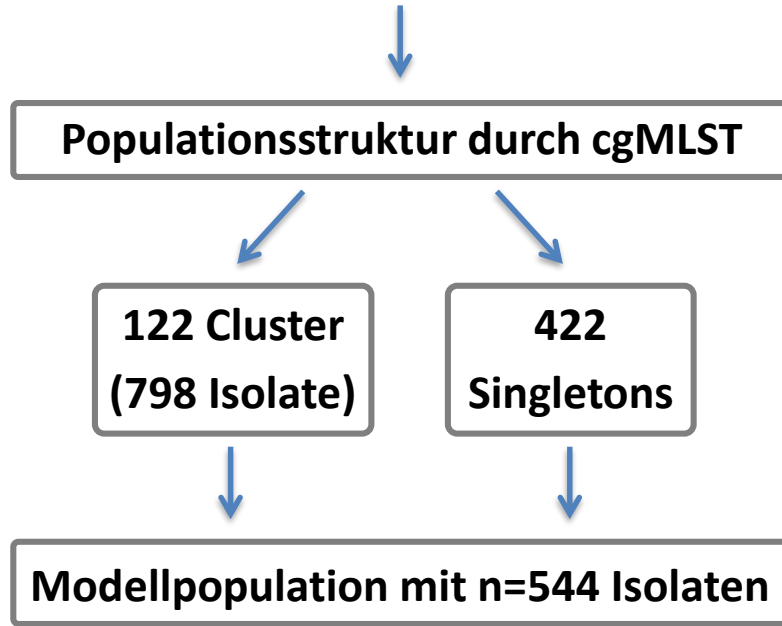 Populationsstruktur durch cgMLST
122 Cluster
(798 Isolate)
422
Singletons
Modellpopulation mit n=544 Isolaten